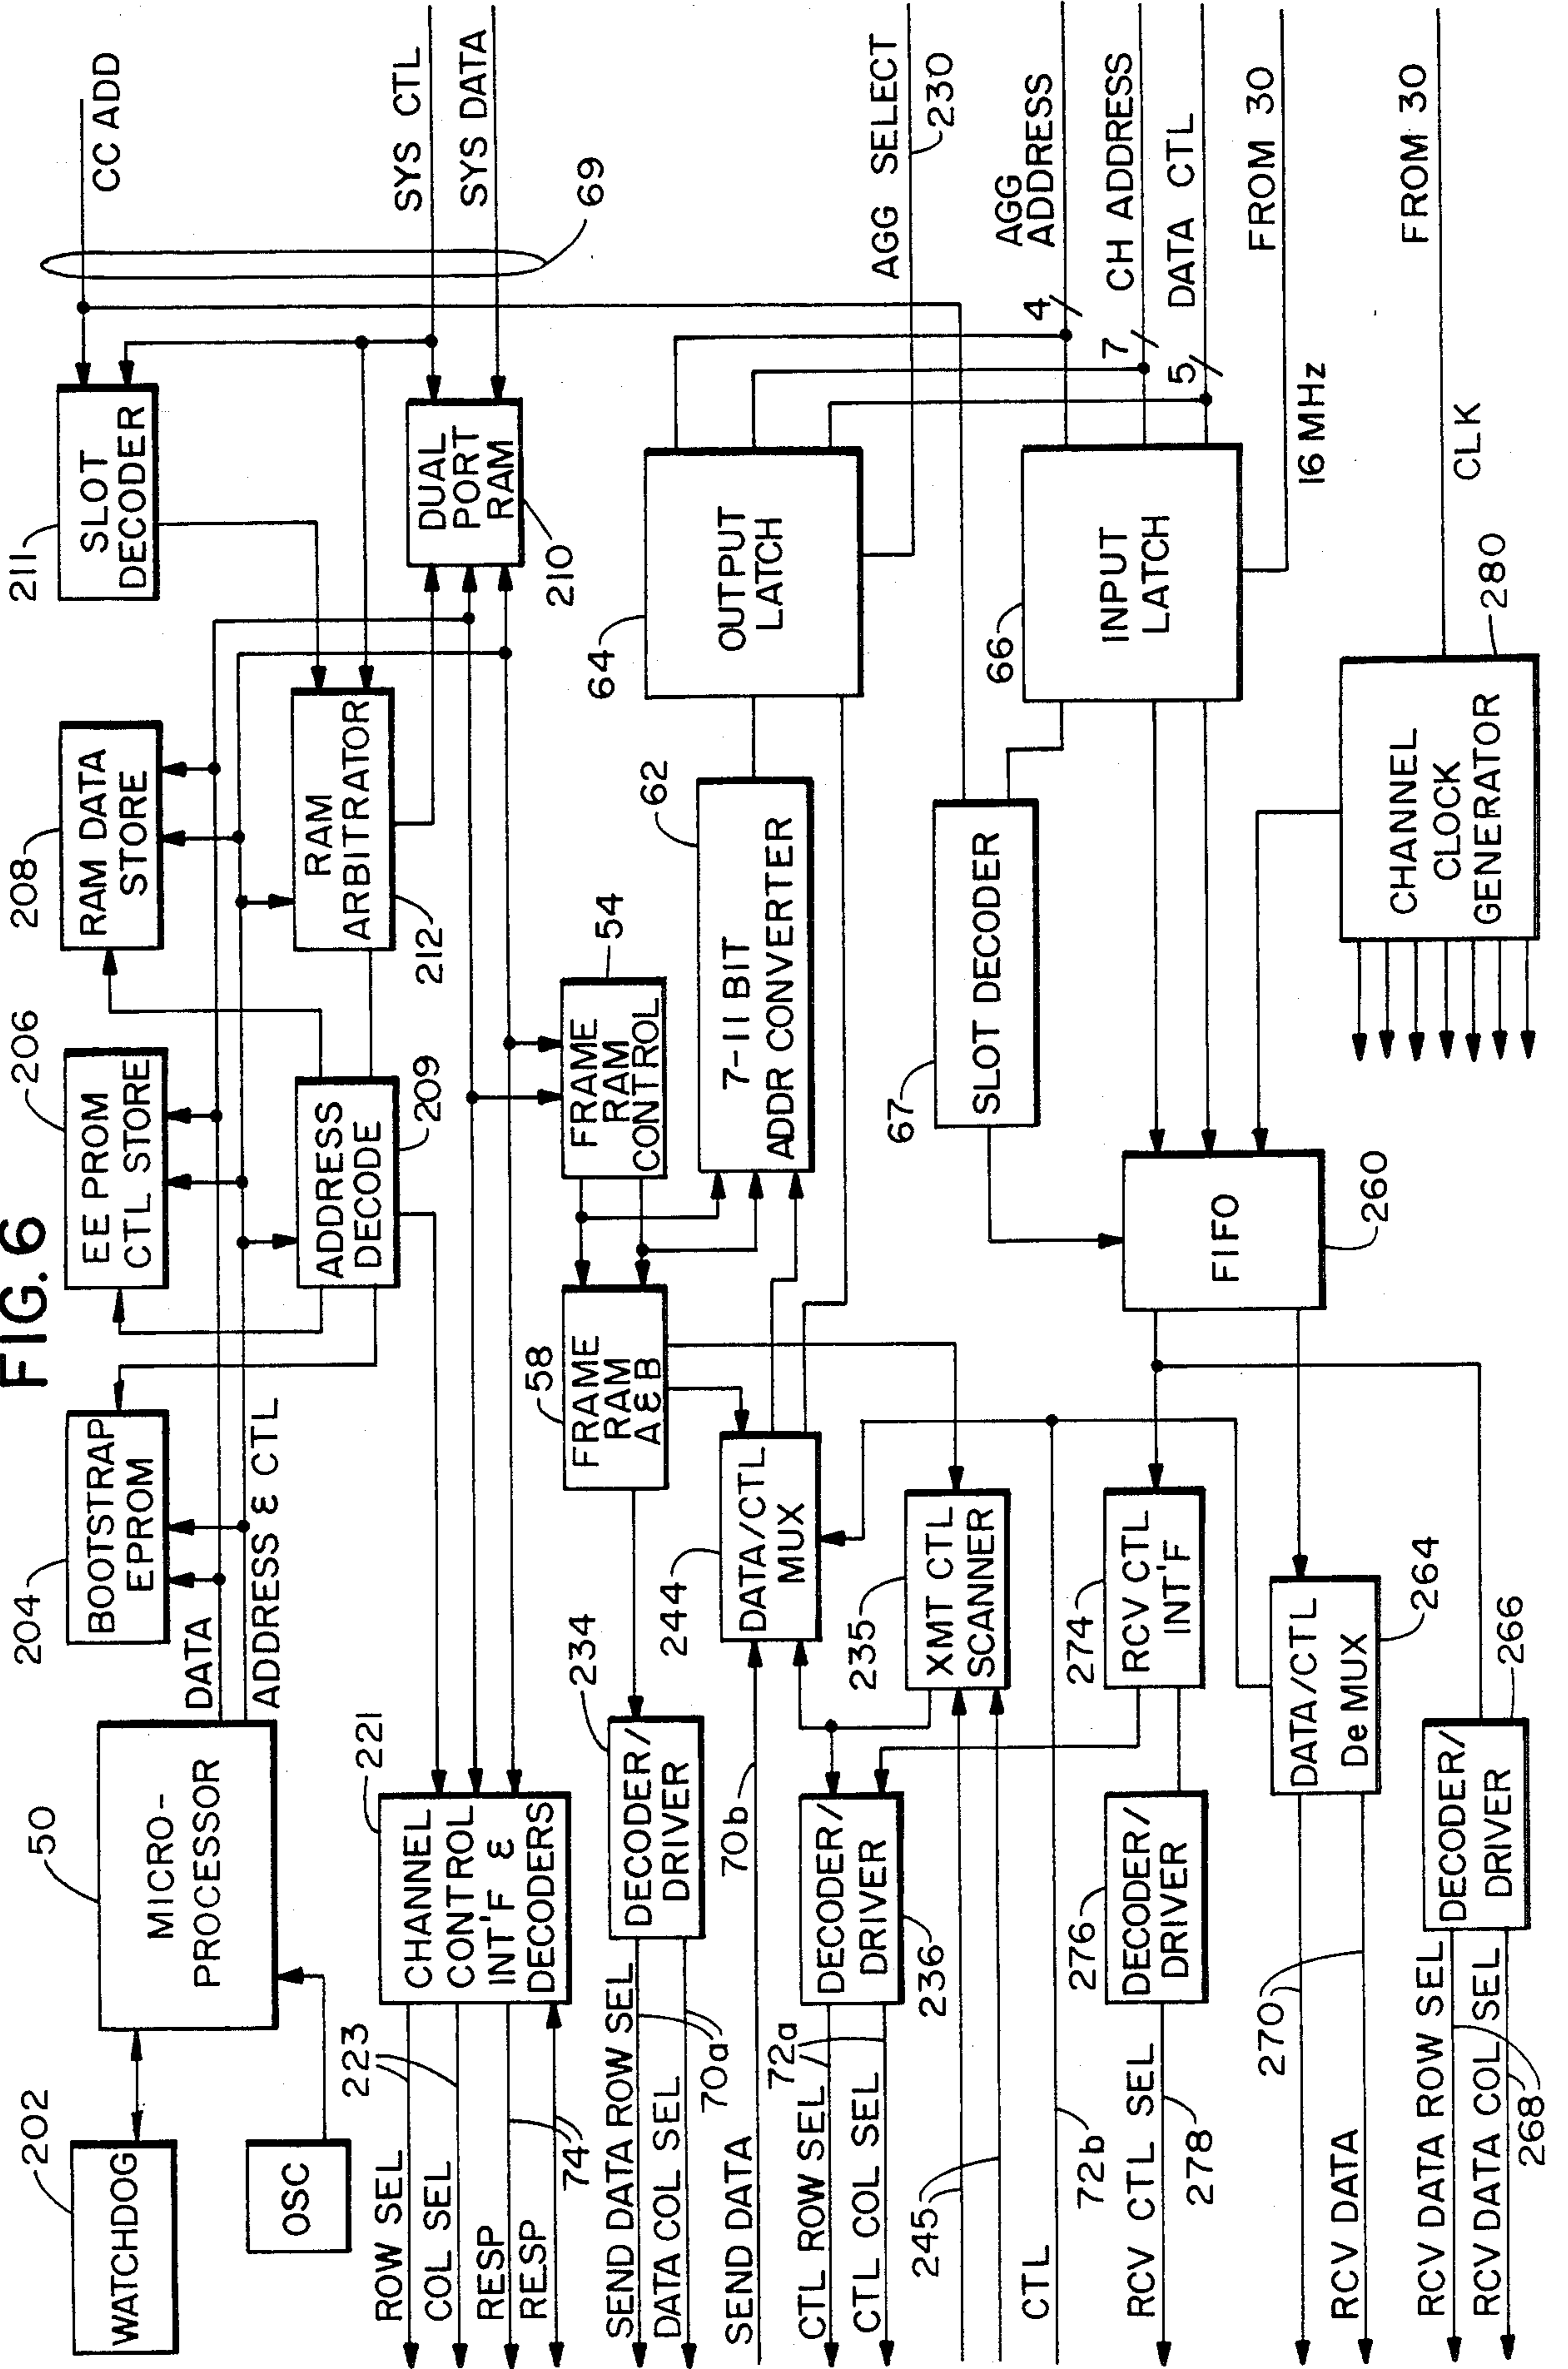 FIG. 6
202
WATCHDOG
OSC
50
MICRO-
PROCESSOR
DATA
ADDRESS & CTL
204
BOOTSTRAP
EPROM
206
EE PROM
CTL STORE
208
RAM DATA
STORE
211
SLOT
DECODER
CC ADD
209
ADDRESS
DECODE
212
RAM
ARBITRATOR
SYS CTL
SYS DATA
69
DUAL
PORT
RAM
210
ROW SEL
COL SEL
RESP
RESP
223
74
221
CHANNEL
CONTROL
INT'F &
DECODERS
SEND DATA ROW SEL
DATA COL SEL
70a
234
DECODER/
DRIVER
58
FRAME
RAM
A & B
54
FRAME
RAM
CONTROL
62
7-11 BIT
ADDR CONVERTER
64
OUTPUT
LATCH
AGG SELECT
230
SEND DATA
70b
244
DATA/CTL
MUX
CTL ROW SEL
CTL COL SEL
72a
DECODER/
DRIVER
236
235
XMT CTL
SCANNER
245
67
SLOT DECODER
66
INPUT
LATCH
AGG
ADDRESS
4
CH ADDRESS
7
DATA CTL
5
FROM 30
16 MHz
CTL
72b
RCV CTL SEL
278
276
DECODER/
DRIVER
274
RCV CTL
INT'F
FIFO
260
270
RCV DATA
DATA/CTL
DeMUX
264
RCV DATA ROW SEL
RCV DATA COL SEL
268
DECODER/
DRIVER
266
CHANNEL
CLOCK
GENERATOR
280
CLK
FROM 30